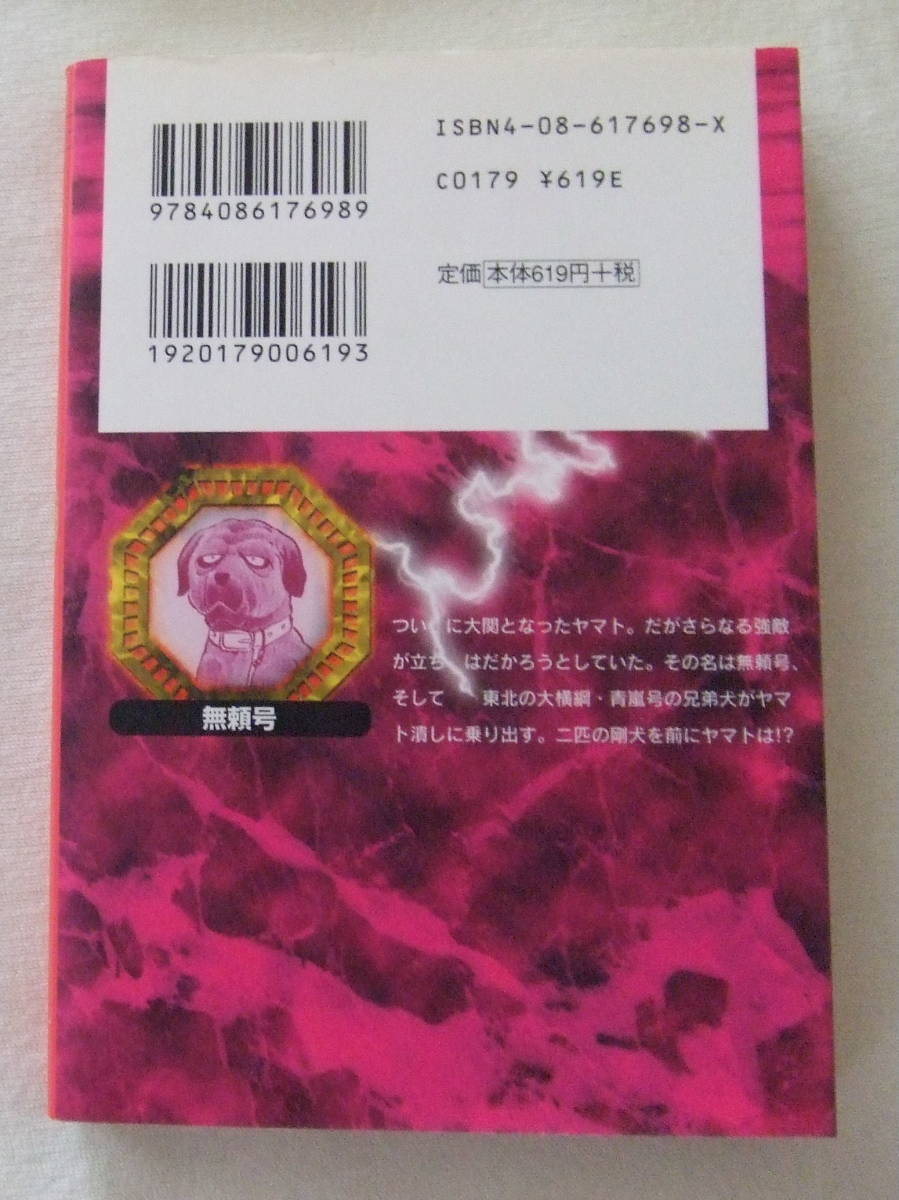 ISBN4-08-617698-X
9784086176989
C0179 ¥619E
定価 本体619円+税
1920179006193
無頼号
ついに大関となったヤマト。だがさらなる強敵
が立ちはだかろうとしていた。その名は無頼号、
そして東北の大横綱・青嵐号の兄弟犬がヤマ
ト潰しに乗り出す。二匹の剛犬を前にヤマトは!?